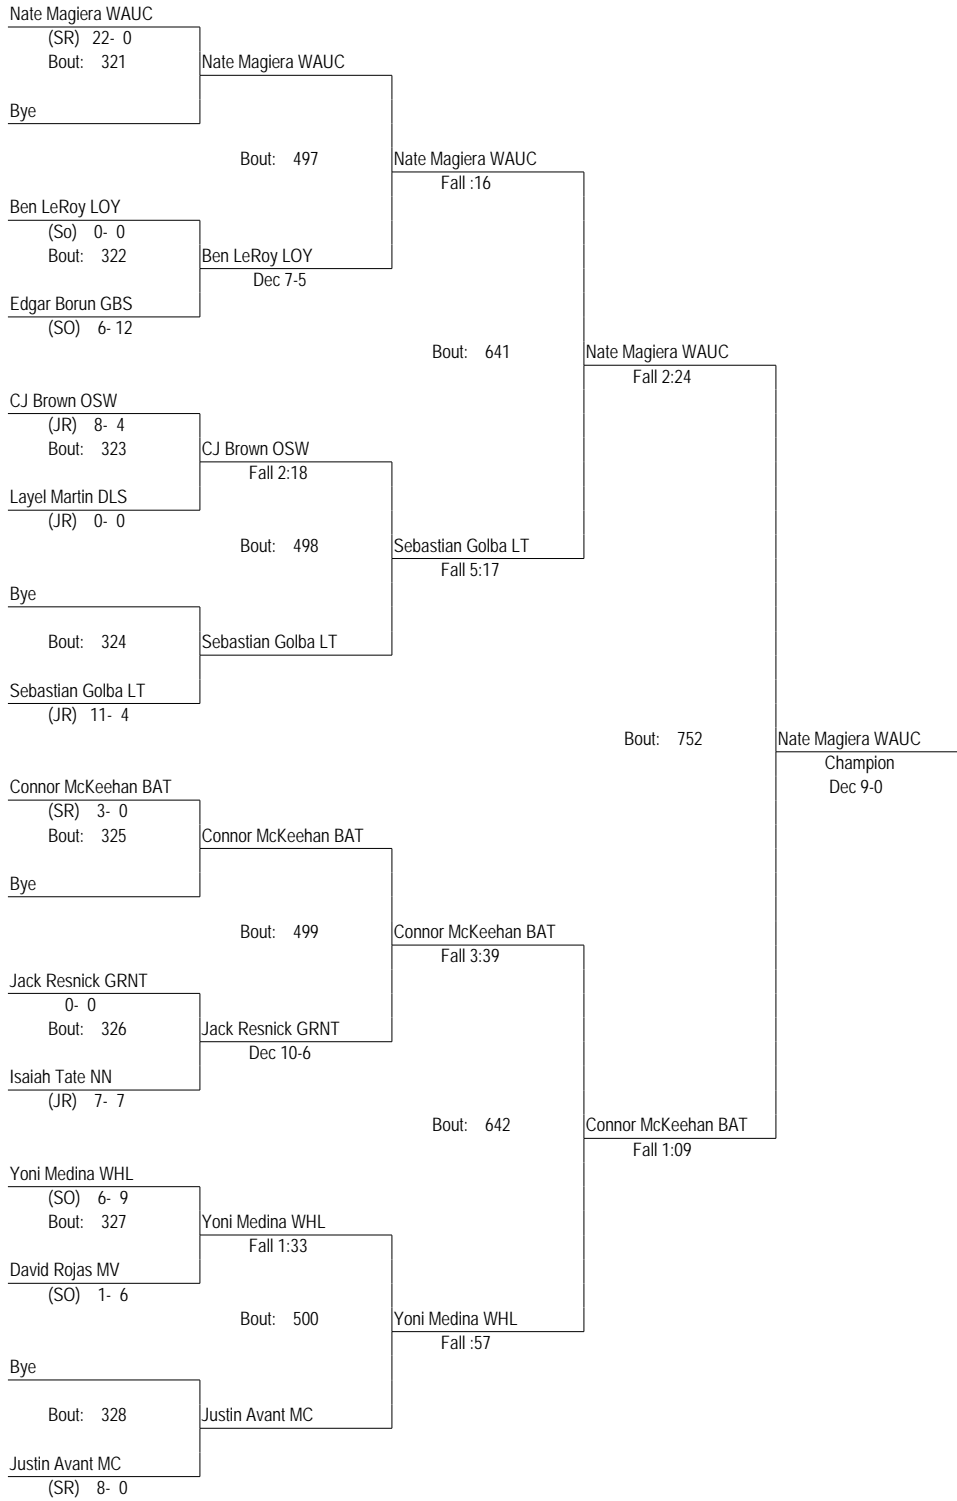 Nate Magiera WAUC
(SR) 22- 0
Bout: 321
Nate Magiera WAUC
Bye
Bout: 497
Nate Magiera WAUC
Fall :16
Ben LeRoy LOY
(So) 0- 0
Bout: 322
Ben LeRoy LOY
Dec 7-5
Edgar Borun GBS
(SO) 6- 12
Bout: 641
Nate Magiera WAUC
Fall 2:24
CJ Brown OSW
(JR) 8- 4
Bout: 323
CJ Brown OSW
Fall 2:18
Layel Martin DLS
(JR) 0- 0
Bout: 498
Sebastian Golba LT
Fall 5:17
Bye
Bout: 324
Sebastian Golba LT
Sebastian Golba LT
(JR) 11- 4
Bout: 752
Nate Magiera WAUC
Champion
Dec 9-0
Connor McKeehan BAT
(SR) 3- 0
Bout: 325
Connor McKeehan BAT
Bye
Bout: 499
Connor McKeehan BAT
Fall 3:39
Jack Resnick GRNT
0- 0
Bout: 326
Jack Resnick GRNT
Dec 10-6
Isaiah Tate NN
(JR) 7- 7
Bout: 642
Connor McKeehan BAT
Fall 1:09
Yoni Medina WHL
(SO) 6- 9
Bout: 327
Yoni Medina WHL
Fall 1:33
David Rojas MV
(SO) 1- 6
Bout: 500
Yoni Medina WHL
Fall :57
Bye
Bout: 328
Justin Avant MC
Justin Avant MC
(SR) 8- 0